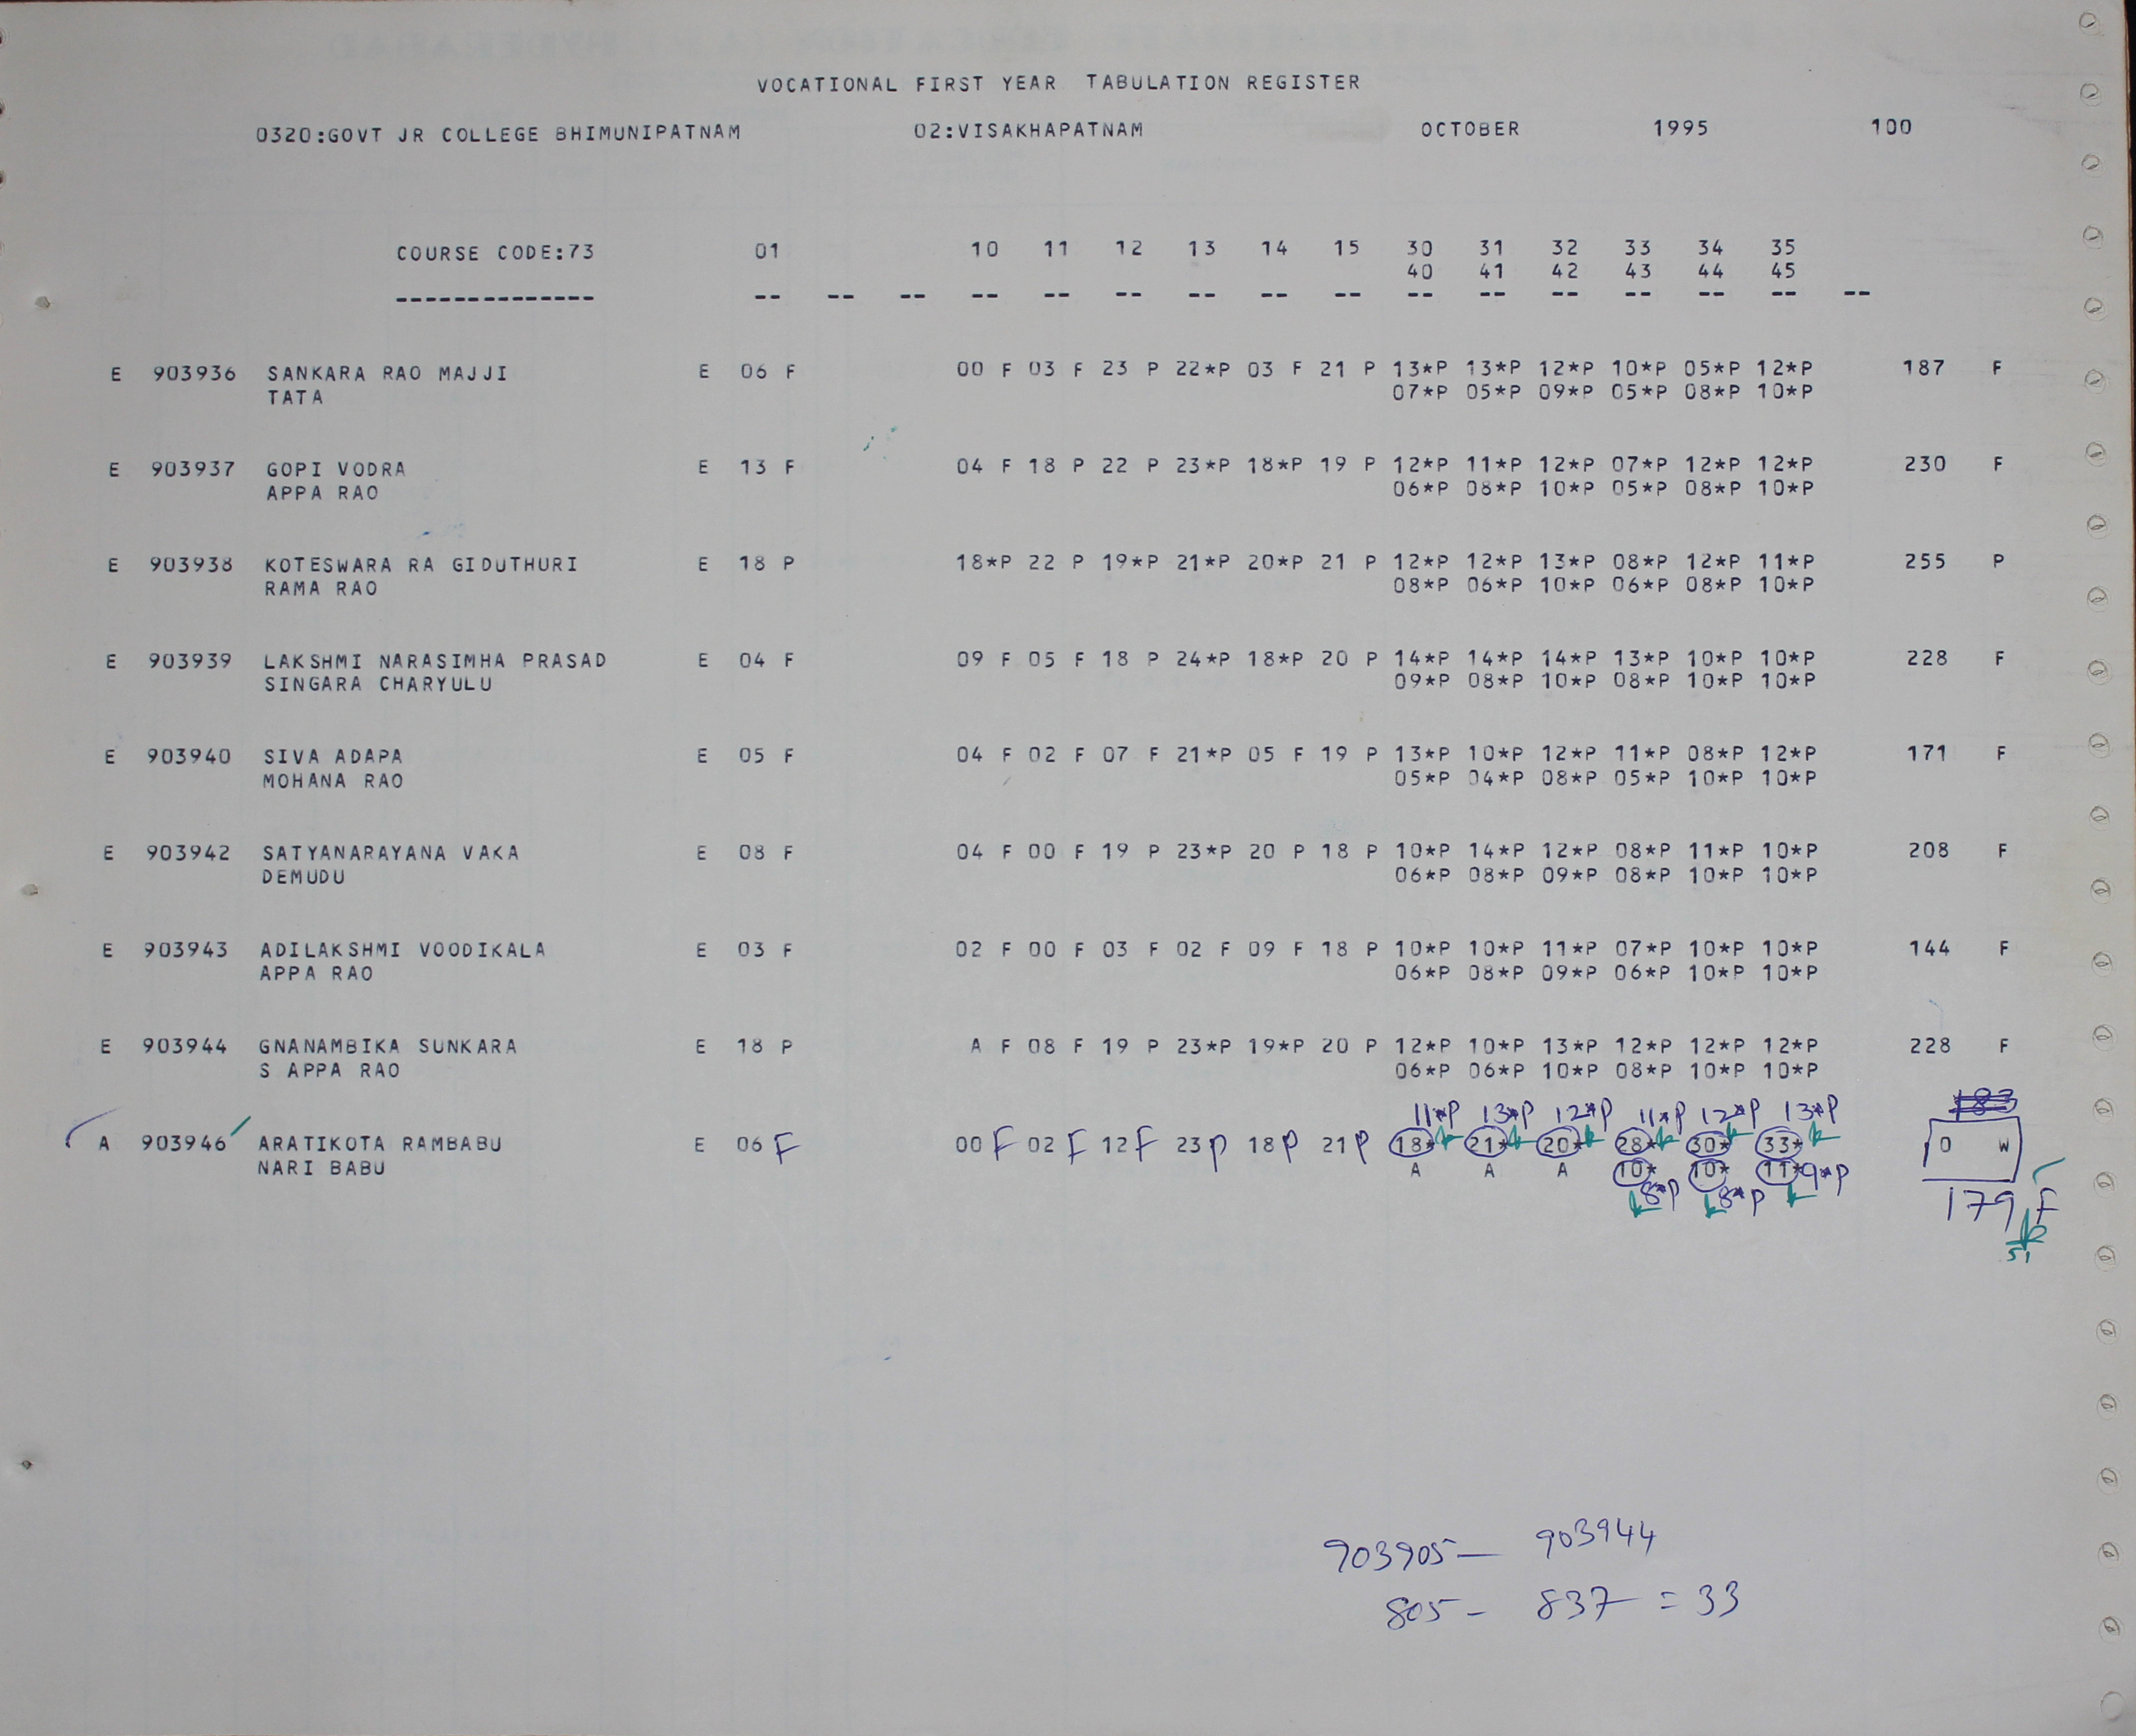 VOCATIONAL FIRST YEAR TABULATION REGISTER
0320:GOVT JR COLLEGE BHIMUNIPATNAM 02:VISAKHAPATNAM OCTOBER 1995 100
COURSE CODE:73 01 10 11 12 13 14 15 30 31 32 33 34 35
40 41 42 43 44 45
-------------- -- -- -- -- -- -- -- -- -- -- -- -- -- -- -- --
E 903936 SANKARA RAO MAJJI E 06 F 00 F 03 F 23 P 22*P 03 F 21 P 13*P 13*P 12*P 10*P 05*P 12*P 187 F
TATA 07*P 05*P 09*P 05*P 08*P 10*P
E 903937 GOPI VODRA E 13 F 04 F 18 P 22 P 23*P 18*P 19 P 12*P 11*P 12*P 07*P 12*P 12*P 230 F
APPA RAO 06*P 08*P 10*P 05*P 08*P 10*P
E 903938 KOTESWARA RA GIDUTHURI E 18 P 18*P 22 P 19*P 21*P 20*P 21 P 12*P 12*P 13*P 08*P 12*P 11*P 255 P
RAMA RAO 08*P 06*P 10*P 06*P 08*P 10*P
E 903939 LAKSHMI NARASIMHA PRASAD E 04 F 09 F 05 F 18 P 24*P 18*P 20 P 14*P 14*P 14*P 13*P 10*P 10*P 228 F
SINGARA CHARYULU 09*P 08*P 10*P 08*P 10*P 10*P
E 903940 SIVA ADAPA E 05 F 04 F 02 F 07 F 21*P 05 F 19 P 13*P 10*P 12*P 11*P 08*P 12*P 171 F
MOHANA RAO 05*P 04*P 08*P 05*P 10*P 10*P
E 903942 SATYANARAYANA VAKA E 08 F 04 F 00 F 19 P 23*P 20 P 18 P 10*P 14*P 12*P 08*P 11*P 10*P 208 F
DEMUDU 06*P 08*P 09*P 08*P 10*P 10*P
E 903943 ADILAKSHMI VOODIKALA E 03 F 02 F 00 F 03 F 02 F 09 F 18 P 10*P 10*P 11*P 07*P 10*P 10*P 144 F
APPA RAO 06*P 08*P 09*P 06*P 10*P 10*P
E 903944 GNANAMBIKA SUNKARA E 18 P A F 08 F 19 P 23*P 19*P 20 P 12*P 10*P 13*P 12*P 12*P 12*P 228 F
S APPA RAO 06*P 06*P 10*P 08*P 10*P 10*P
11*P 13*P 12*P 11*P 12*P 13*P 183
A 903946 ARATIKOTA RAMBABU E 06 F 00 F 02 F 12 F 23 P 18 P 21 P 18* 21* 20* 28* 30* 33* 0 W
NARI BABU A A A 10* 10* 11* 9*P
8*P 8*P 179 F
903905 — 903944
805 - 837 = 33